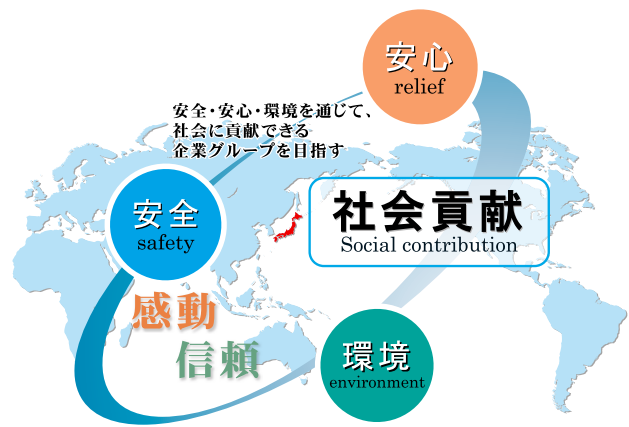 安心
relief
安全・安心・環境を通じて、
社会に貢献できる
企業グループを目指す
安全
safety
社会貢献
Social contribution
感動
信頼
環境
environment